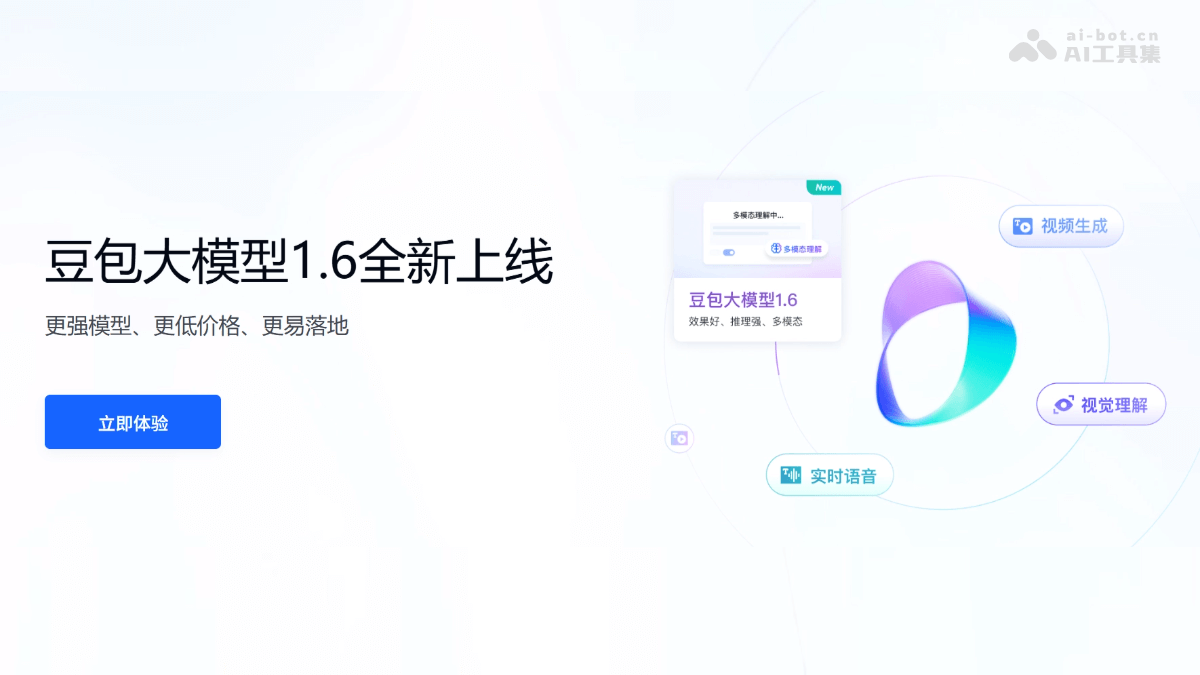 ai-bot.cn
AI工具集
豆包大模型1.6全新上线
更强模型、更低价格、更易落地
立即体验
New
多模态理解中...
多模态理解
豆包大模型1.6
效果好、推理强、多模态
视频生成
视觉理解
实时语音